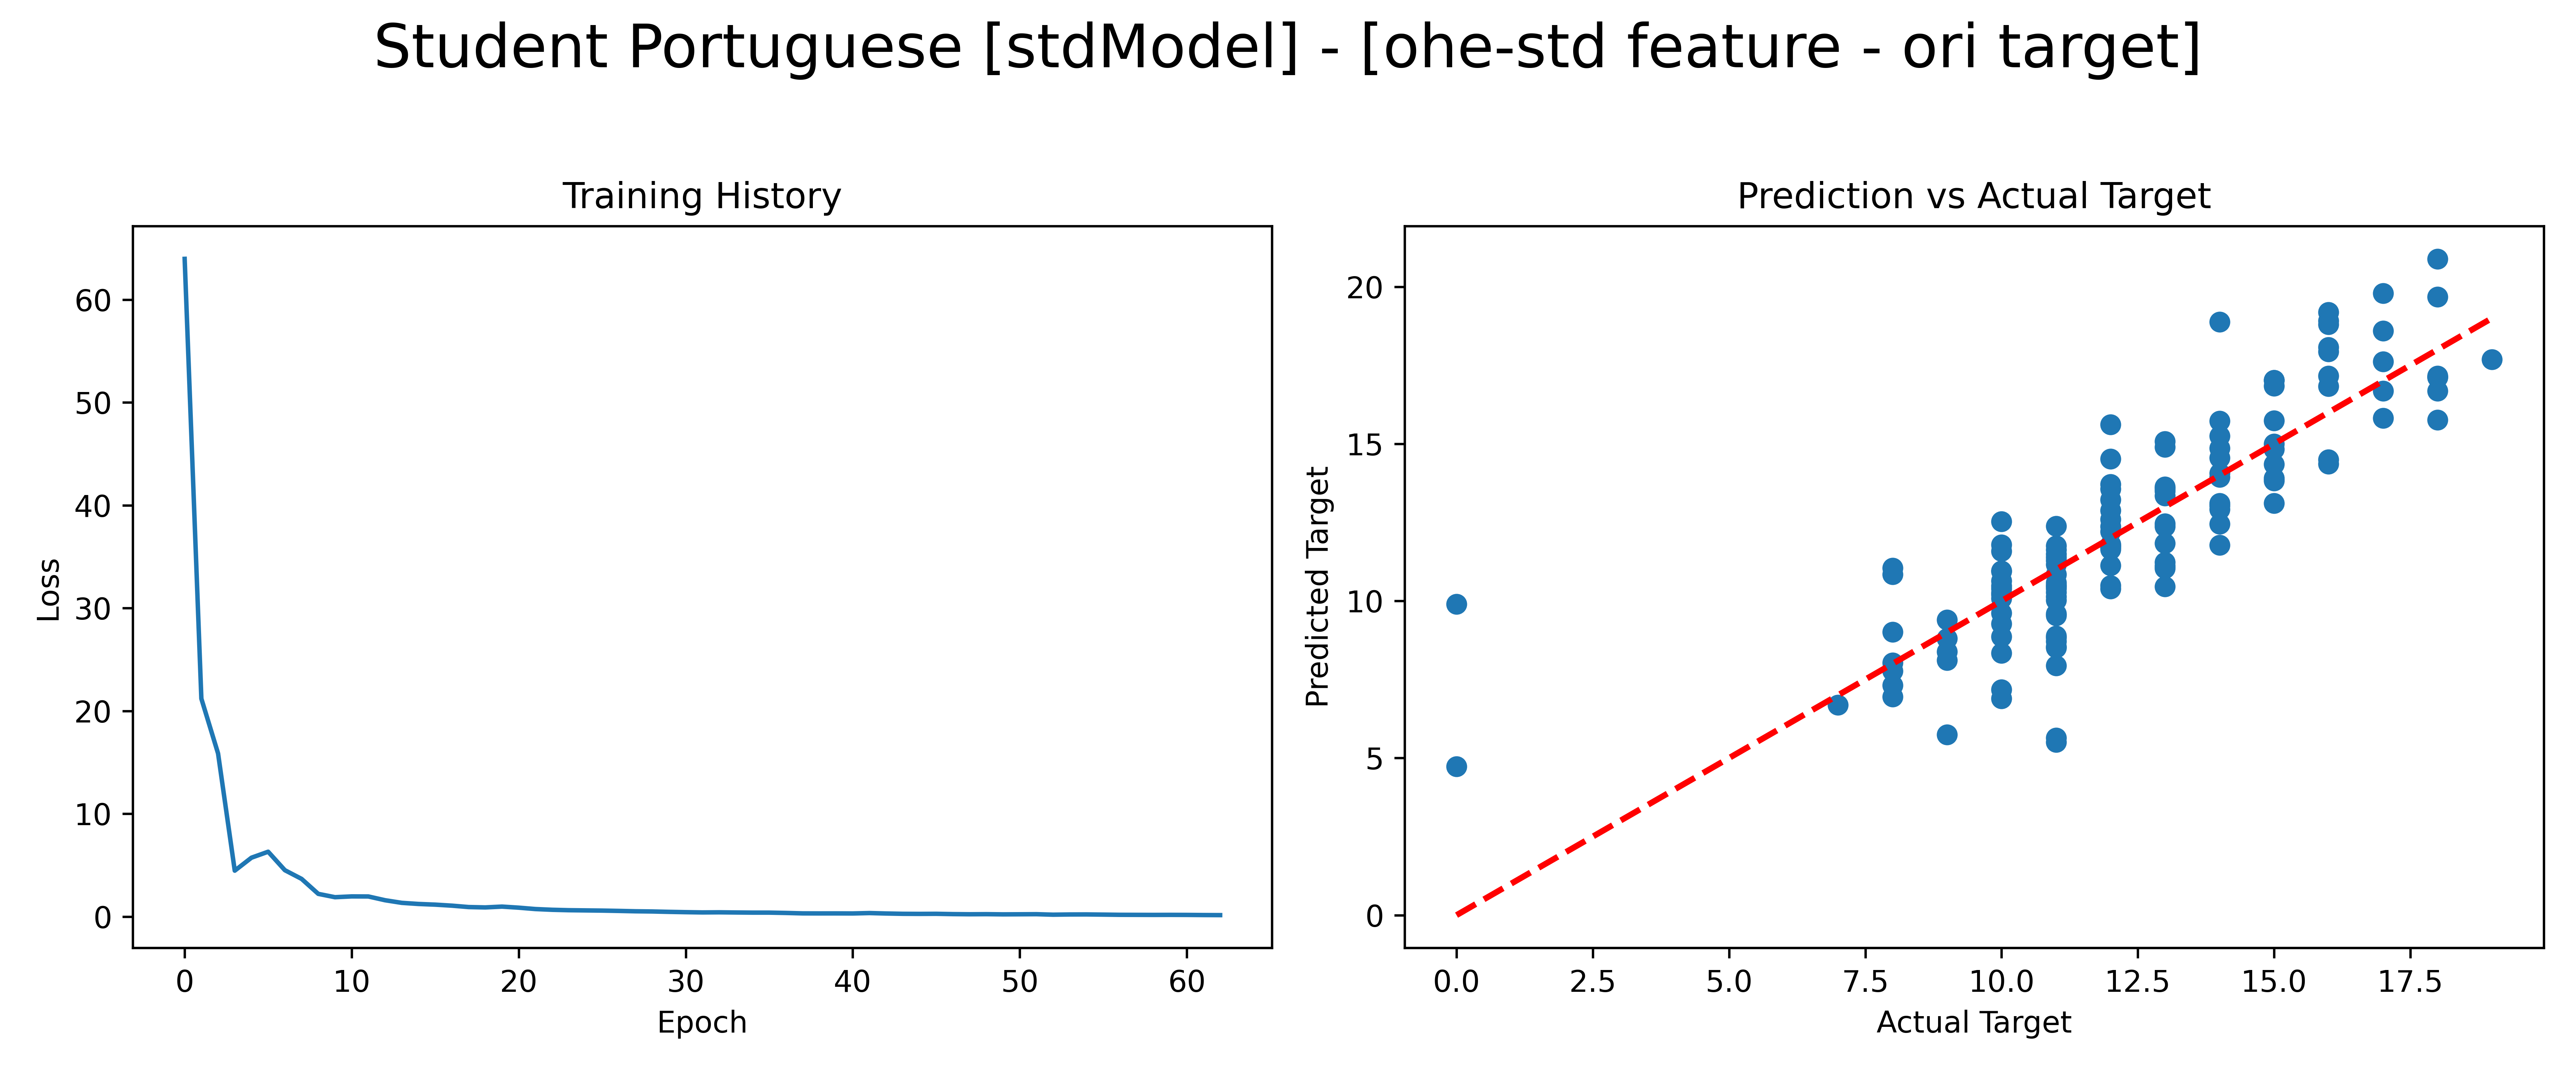 Student Portuguese [stdModel] - [ohe-std feature - ori target]
Training History
60
50
40
30
20
10
0
Loss
0 10 20 30 40 50 60
Epoch
Prediction vs Actual Target
20
15
10
5
0
Predicted Target
0.0 2.5 5.0 7.5 10.0 12.5 15.0 17.5
Actual Target